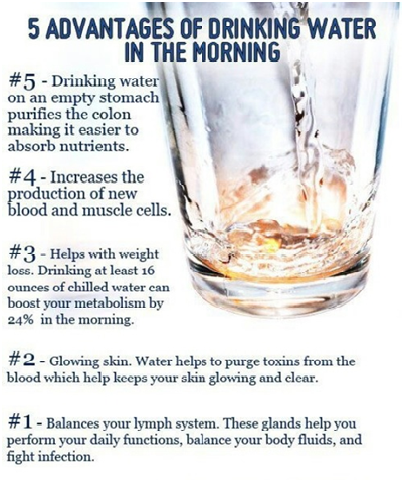 5 ADVANTAGES OF DRINKING WATER
IN THE MORNING
#5 - Drinking water
on an empty stomach
purifies the colon
making it easier to
absorb nutrients.
#4 - Increases the
production of new
blood and muscle cells.
#3 - Helps with weight
loss. Drinking at least 16
ounces of chilled water can
boost your metabolism by
24% in the morning.
#2 - Glowing skin. Water helps to purge toxins from the
blood which help keeps your skin glowing and clear.
#1 - Balances your lymph system. These glands help you
perform your daily functions, balance your body fluids, and
fight infection.